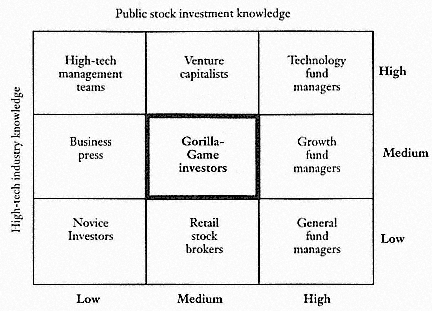 Public stock investment knowledge
High-tech industry knowledge
High-tech
management
teams
Venture
capitalists
Technology
fund
managers
High
Business
press
Gorilla-
Game
investors
Growth
fund
managers
Medium
Novice
Investors
Retail
stock
brokers
General
fund
managers
Low
Low
Medium
High